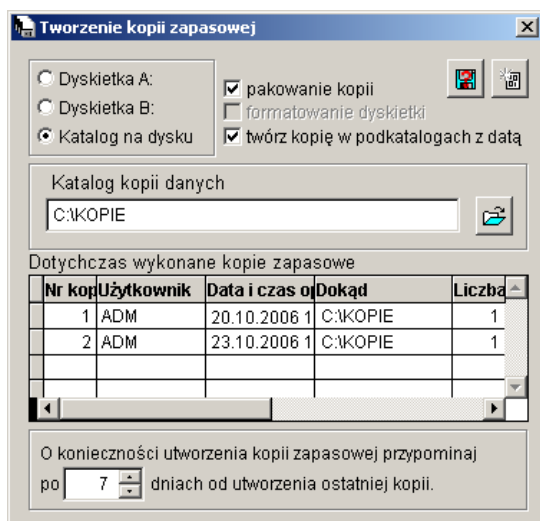 Tworzenie kopii zapasowej
Dyskietka A:
Dyskietka B:
Katalog na dysku
pakowanie kopii
formatowanie dyskietki
twórz kopię w podkatalogach z datą
Katalog kopii danych
C:\KOPIE
Dotychczas wykonane kopie zapasowe
Nr kop Użytkownik Data i czas op Dokąd Liczba
1 ADM 20.10.2006 1 C:\KOPIE 1
2 ADM 23.10.2006 1 C:\KOPIE 1
O konieczności utworzenia kopii zapasowej przypominaj
po 7 dniach od utworzenia ostatniej kopii.